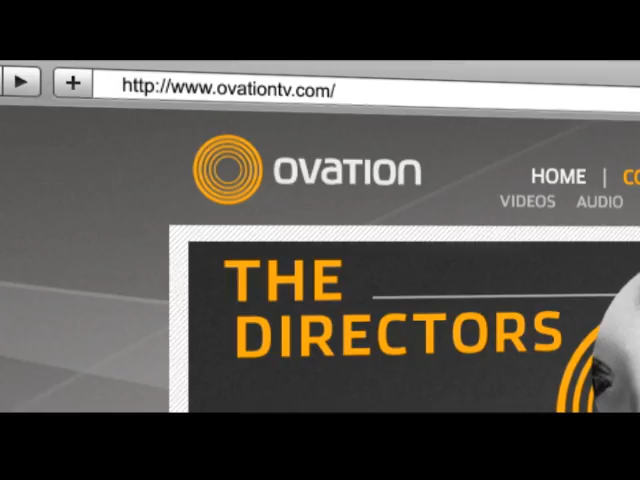 http://www.ovationtv.com/
OVATION
HOME |
VIDEOS AUDIO
THE
DIRECTORS